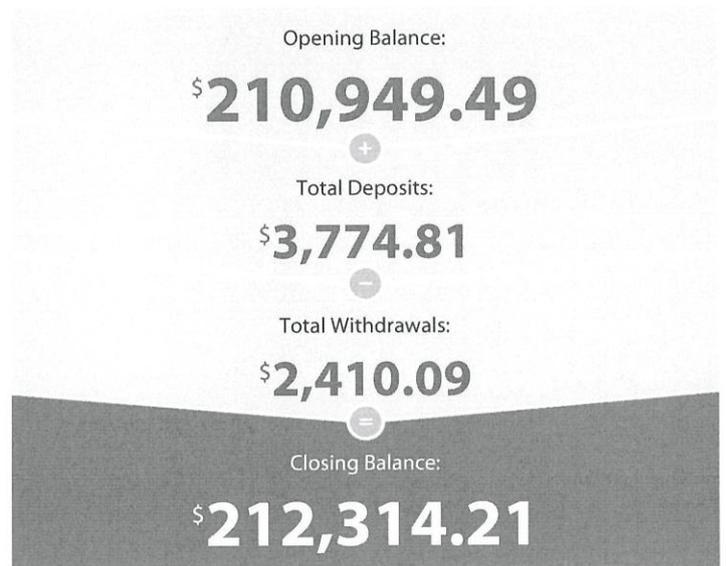 Opening Balance:
$210,949.49
+
Total Deposits:
$3,774.81
−
Total Withdrawals:
$2,410.09
=
Closing Balance:
$212,314.21